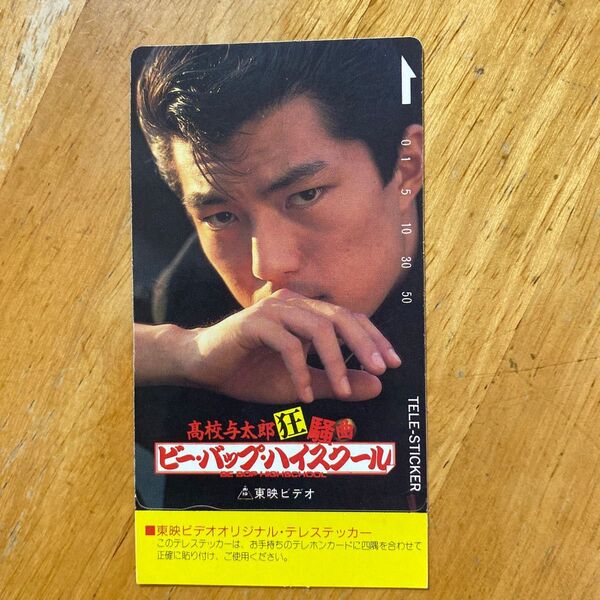 0 1 5 10 30 50
TELE-STICKER
高校与太郎狂騒曲
ビー・バップ・ハイスクール
BE BOP HIGHSCHOOL
東映ビデオ
■東映ビデオオリジナル・テレステッカー
このテレステッカーは、お手持ちのテレホンカードに四隅を合わせて
正確に貼り付け、ご使用ください。